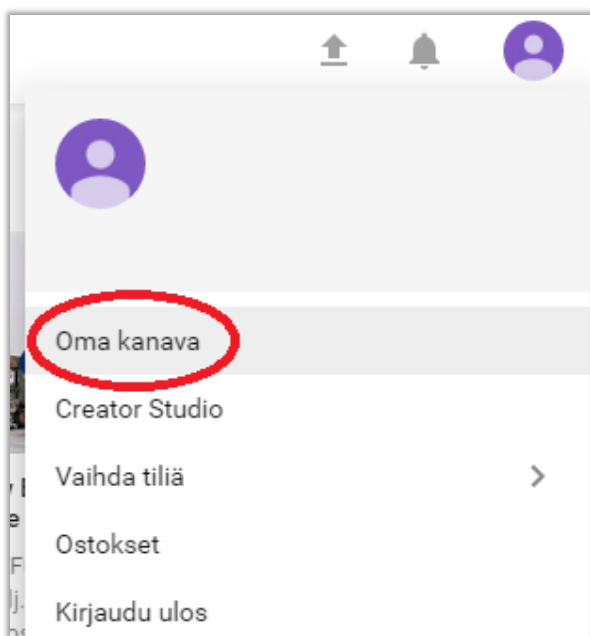 Oma kanava
Creator Studio
Vaihda tiliä
Ostokset
Kirjaudu ulos